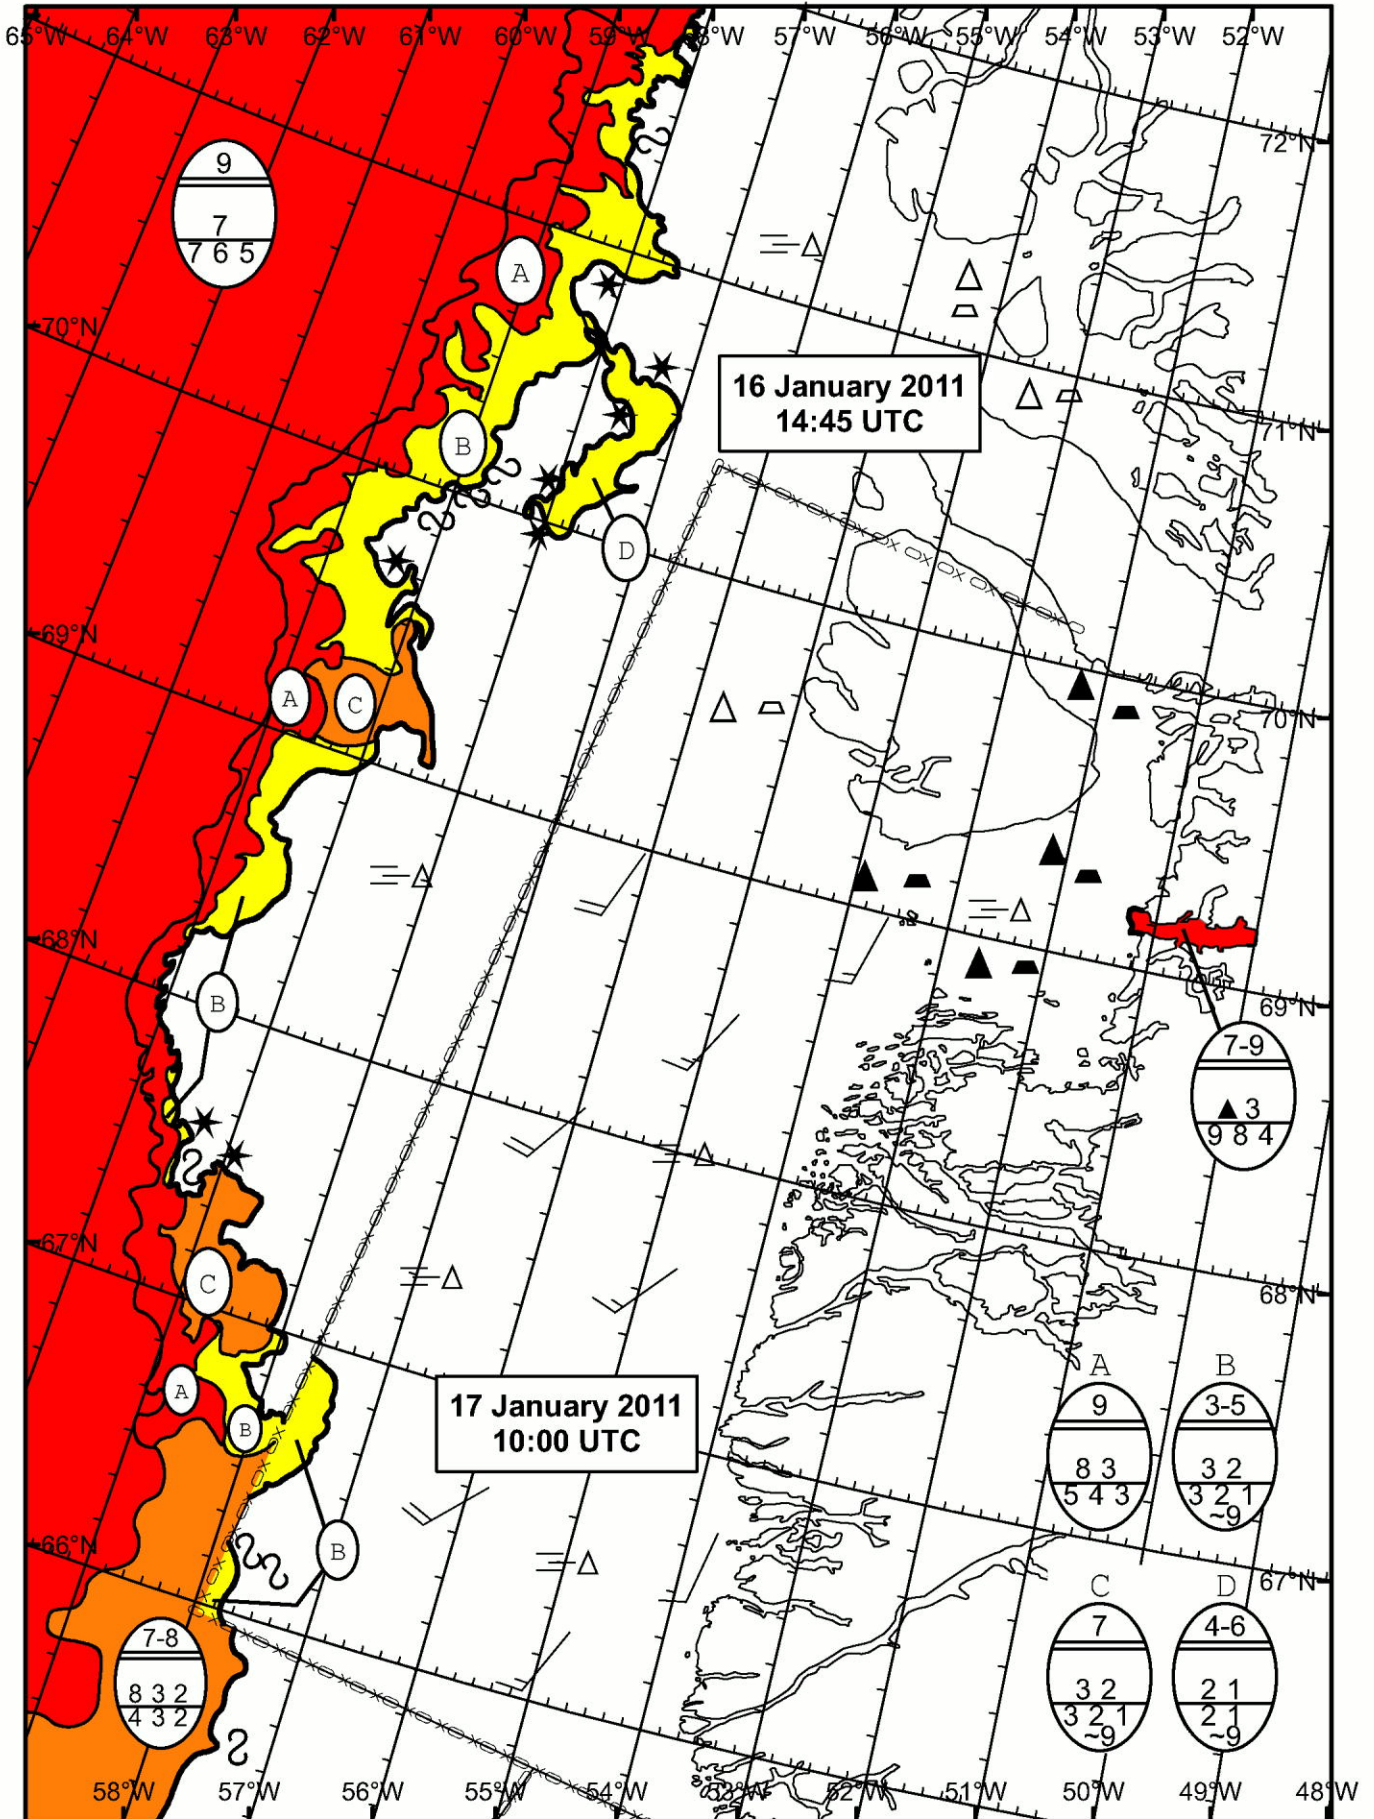 65°W 64°W 63°W 62°W 61°W 60°W 59°W 58°W 57°W 56°W 55°W 54°W 53°W 52°W
72°N
9
7
7 6 5
A
70°N
16 January 2011
14:45 UTC
71°N
B
D
69°N
A
C
70°N
68°N
B
69°N
7-9
3
9 8 4
67°N
C
68°N
A
B
17 January 2011
10:00 UTC
A
9
8 3
5 4 3
B
3-5
3 2
3 2 1
~9
66°N
B
67°N
7-8
8 3 2
4 3 2
C
7
3 2
3 2 1
~9
D
4-6
2 1
2 1
~9
58°W 57°W 56°W 55°W 54°W 53°W 52°W 51°W 50°W 49°W 48°W